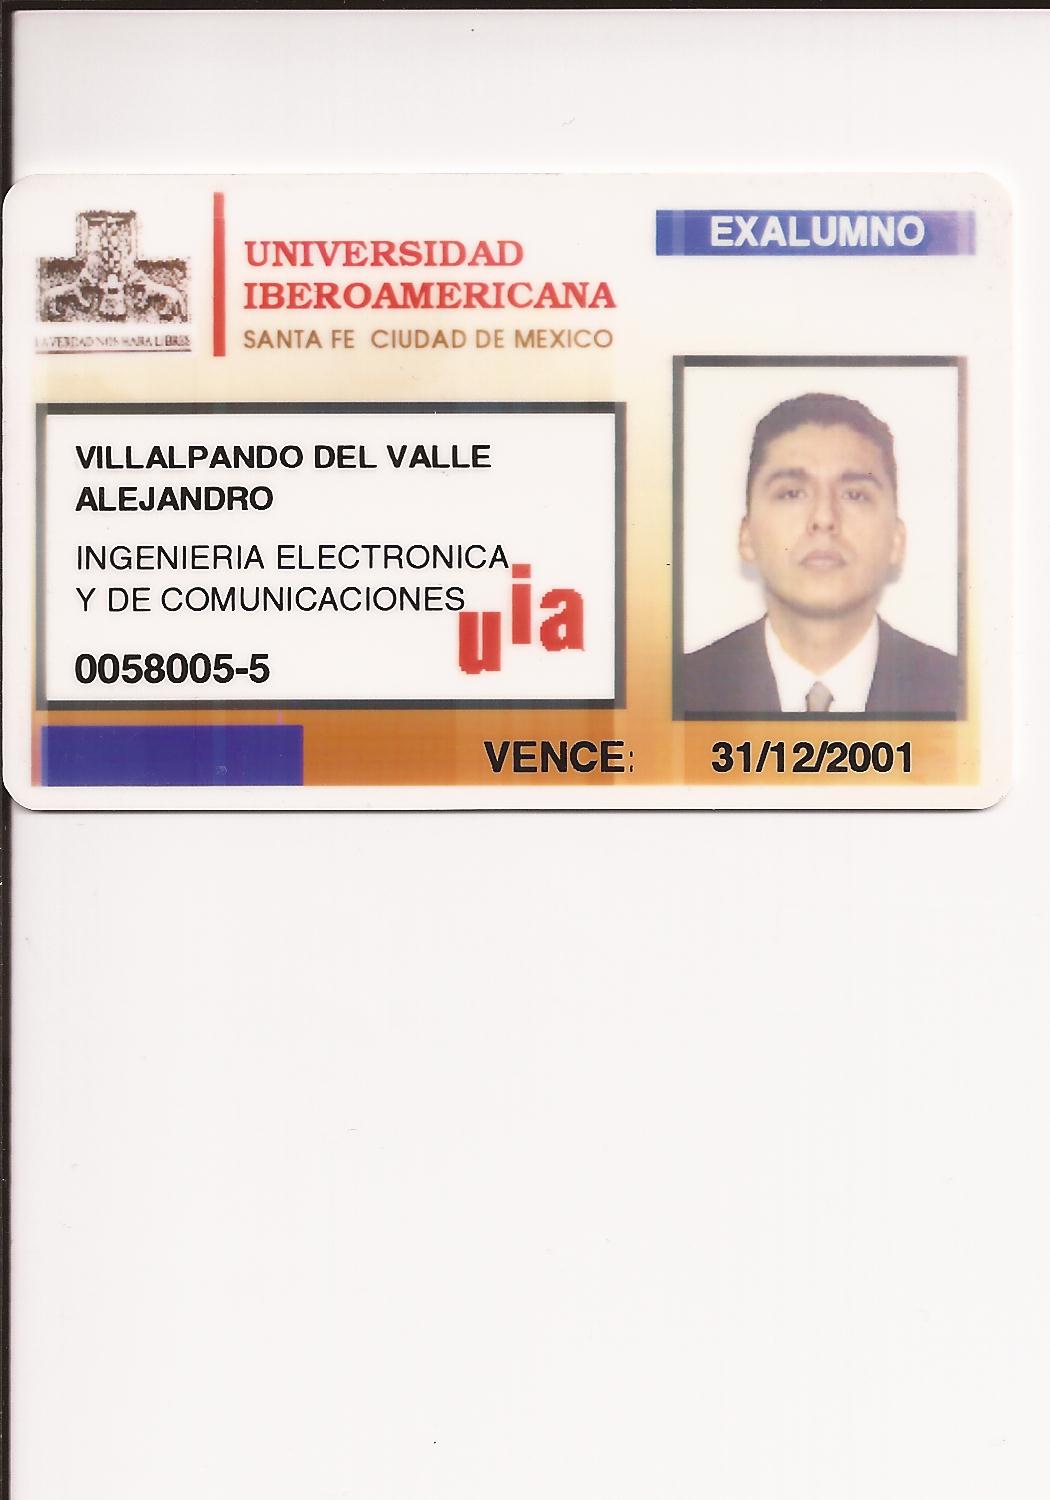 EXALUMNO
UNIVERSIDAD
IBEROAMERICANA
SANTA FE CIUDAD DE MEXICO
LA VERDAD NOS HARA LIBRES
VILLALPANDO DEL VALLE
ALEJANDRO
INGENIERIA ELECTRONICA
Y DE COMUNICACIONES
uia
0058005-5
VENCE: 31/12/2001